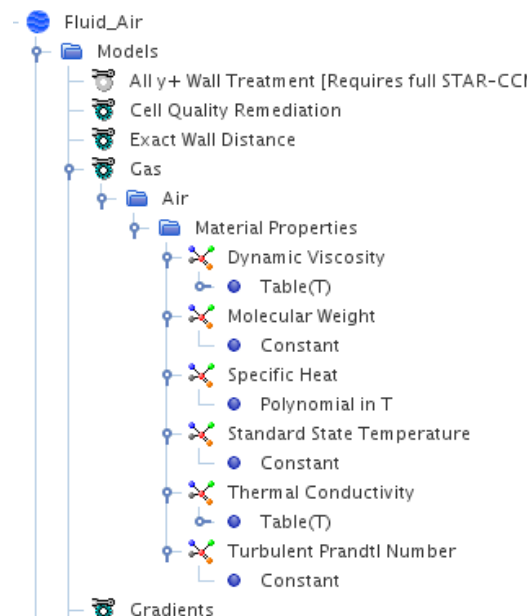 Fluid_Air
Models
All y+ Wall Treatment [Requires full STAR-CCM
Cell Quality Remediation
Exact Wall Distance
Gas
Air
Material Properties
Dynamic Viscosity
Table(T)
Molecular Weight
Constant
Specific Heat
Polynomial in T
Standard State Temperature
Constant
Thermal Conductivity
Table(T)
Turbulent Prandtl Number
Constant
Gradients